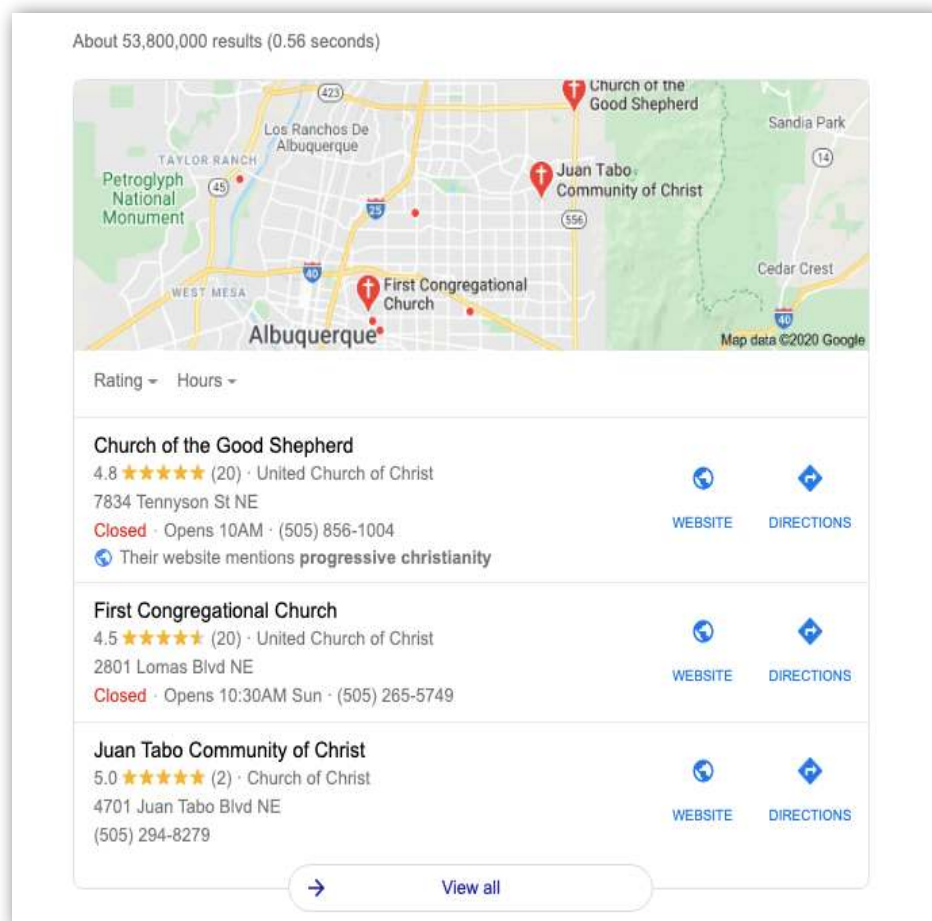 About 53,800,000 results (0.56 seconds)
423
Church of the
Good Shepherd
Los Ranchos De
Albuquerque
Sandia Park
TAYLOR RANCH
14
Petroglyph
National
Monument
45
Juan Tabo
Community of Christ
25
556
40
Cedar Crest
WEST MESA
First Congregational
Church
40
Albuquerque
Map data ©2020 Google
Rating Hours
Church of the Good Shepherd
4.8 (20) · United Church of Christ
7834 Tennyson St NE
Closed · Opens 10AM · (505) 856-1004
Their website mentions progressive christianity
WEBSITE DIRECTIONS
First Congregational Church
4.5 (20) · United Church of Christ
2801 Lomas Blvd NE
Closed · Opens 10:30AM Sun · (505) 265-5749
WEBSITE DIRECTIONS
Juan Tabo Community of Christ
5.0 (2) · Church of Christ
4701 Juan Tabo Blvd NE
(505) 294-8279
WEBSITE DIRECTIONS
View all